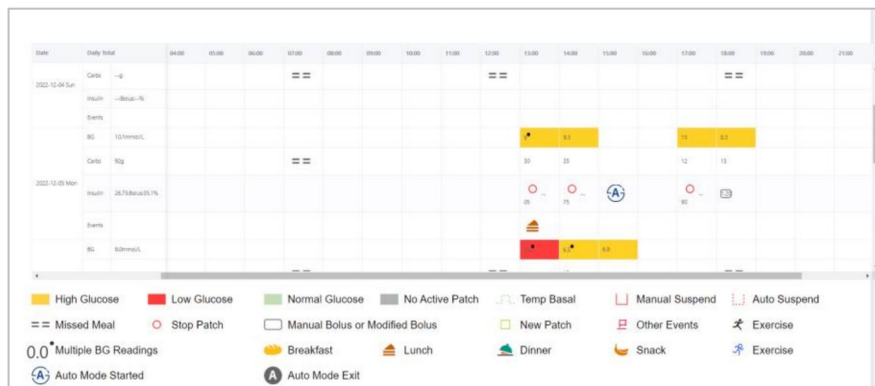 Date Daily Total 04:00 05:00 06:00 07:00 08:00 09:00 10:00 11:00 12:00 13:00 14:00 15:00 16:00 17:00 18:00 19:00 20:00 21:00
2022-12-04 Sun
Carbs --g
Insulin --Bolus:--%
Events
BG 10.1mmol/L
Carbs 90g 30 35 12 13
2022-12-05 Mon
Insulin
Events
BG 9.0mmol/L
High Glucose Low Glucose Normal Glucose No Active Patch Temp Basal Manual Suspend Auto Suspend
Missed Meal Stop Patch Manual Bolus or Modified Bolus New Patch Other Events Exercise
0.0 Multiple BG Readings Breakfast Lunch Dinner Snack Exercise
A Auto Mode Started A Auto Mode Exit